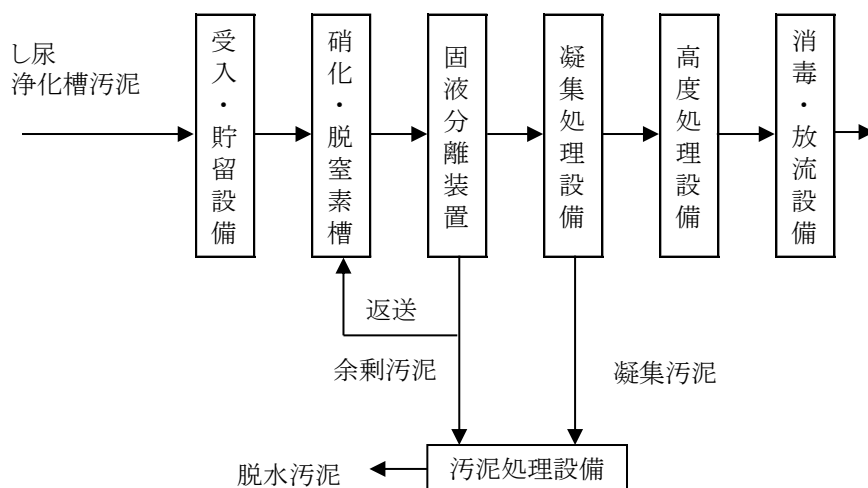 し尿
浄化槽汚泥
受入・貯留設備
硝化・脱窒素槽
固液分離装置
凝集処理設備
高度処理設備
消毒・放流設備
返送
余剰汚泥
凝集汚泥
汚泥処理設備
脱水汚泥